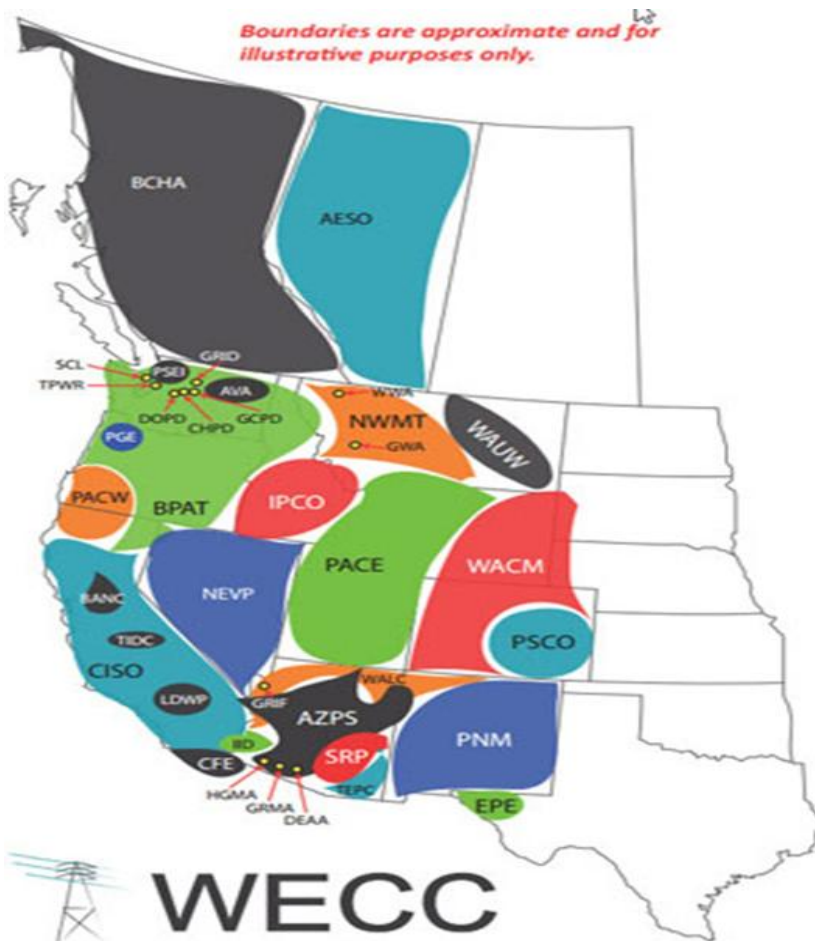 Boundaries are approximate and for
illustrative purposes only.
BCHA
AESO
SCL
PSEI
GRID
TPWR
AVA
WWA
DOPD
CHPD
GCPD
NWMT
GWA
WAUW
PGE
PACW
BPAT
IPCO
PACE
WACM
BANC
NEVP
TIDC
PSCO
CISO
LDWP
GRIF
WALC
AZPS
IID
CFE
SRP
PNM
TEPC
HGMA
GRMA
DEAA
EPE
WECC